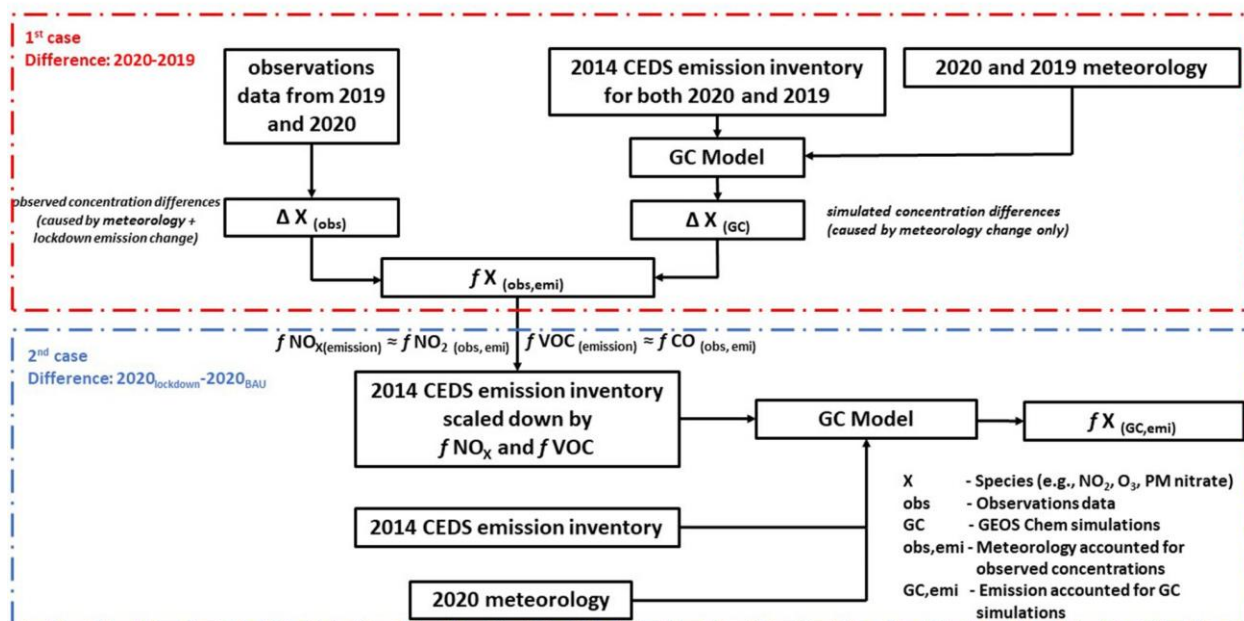 1st case
Difference: 2020-2019
observations
data from 2019
and 2020
2014 CEDS emission inventory
for both 2020 and 2019
2020 and 2019 meteorology
GC Model
observed concentration differences
(caused by meteorology +
lockdown emission change)
Δ X (obs)
Δ X (GC)
simulated concentration differences
(caused by meteorology change only)
f X (obs,emi)
f NOX(emission) ≈ f NO2 (obs, emi)
f VOC (emission) ≈ f CO (obs, emi)
2nd case
Difference: 2020lockdown-2020BAU
2014 CEDS emission inventory
scaled down by
f NOX and f VOC
GC Model
f X (GC,emi)
2014 CEDS emission inventory
2020 meteorology
X - Species (e.g., NO2, O3, PM nitrate)
obs - Observations data
GC - GEOS Chem simulations
obs,emi - Meteorology accounted for
observed concentrations
GC,emi - Emission accounted for GC
simulations